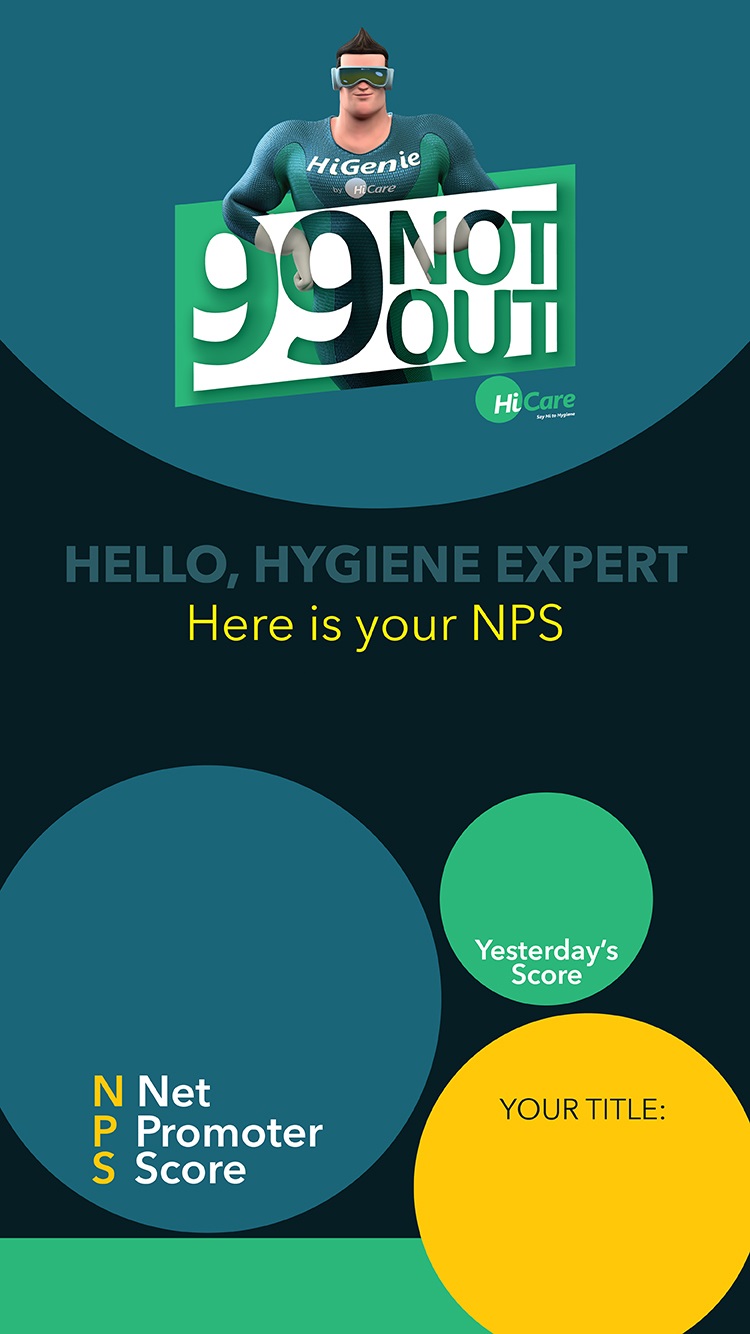 HiGenie
by HiCare
99 NOT
OUT!
HiCare
Say Hi to Hygiene
HELLO, HYGIENE EXPERT
Here is your NPS
Yesterday's
Score
N Net
P Promoter
S Score
YOUR TITLE: